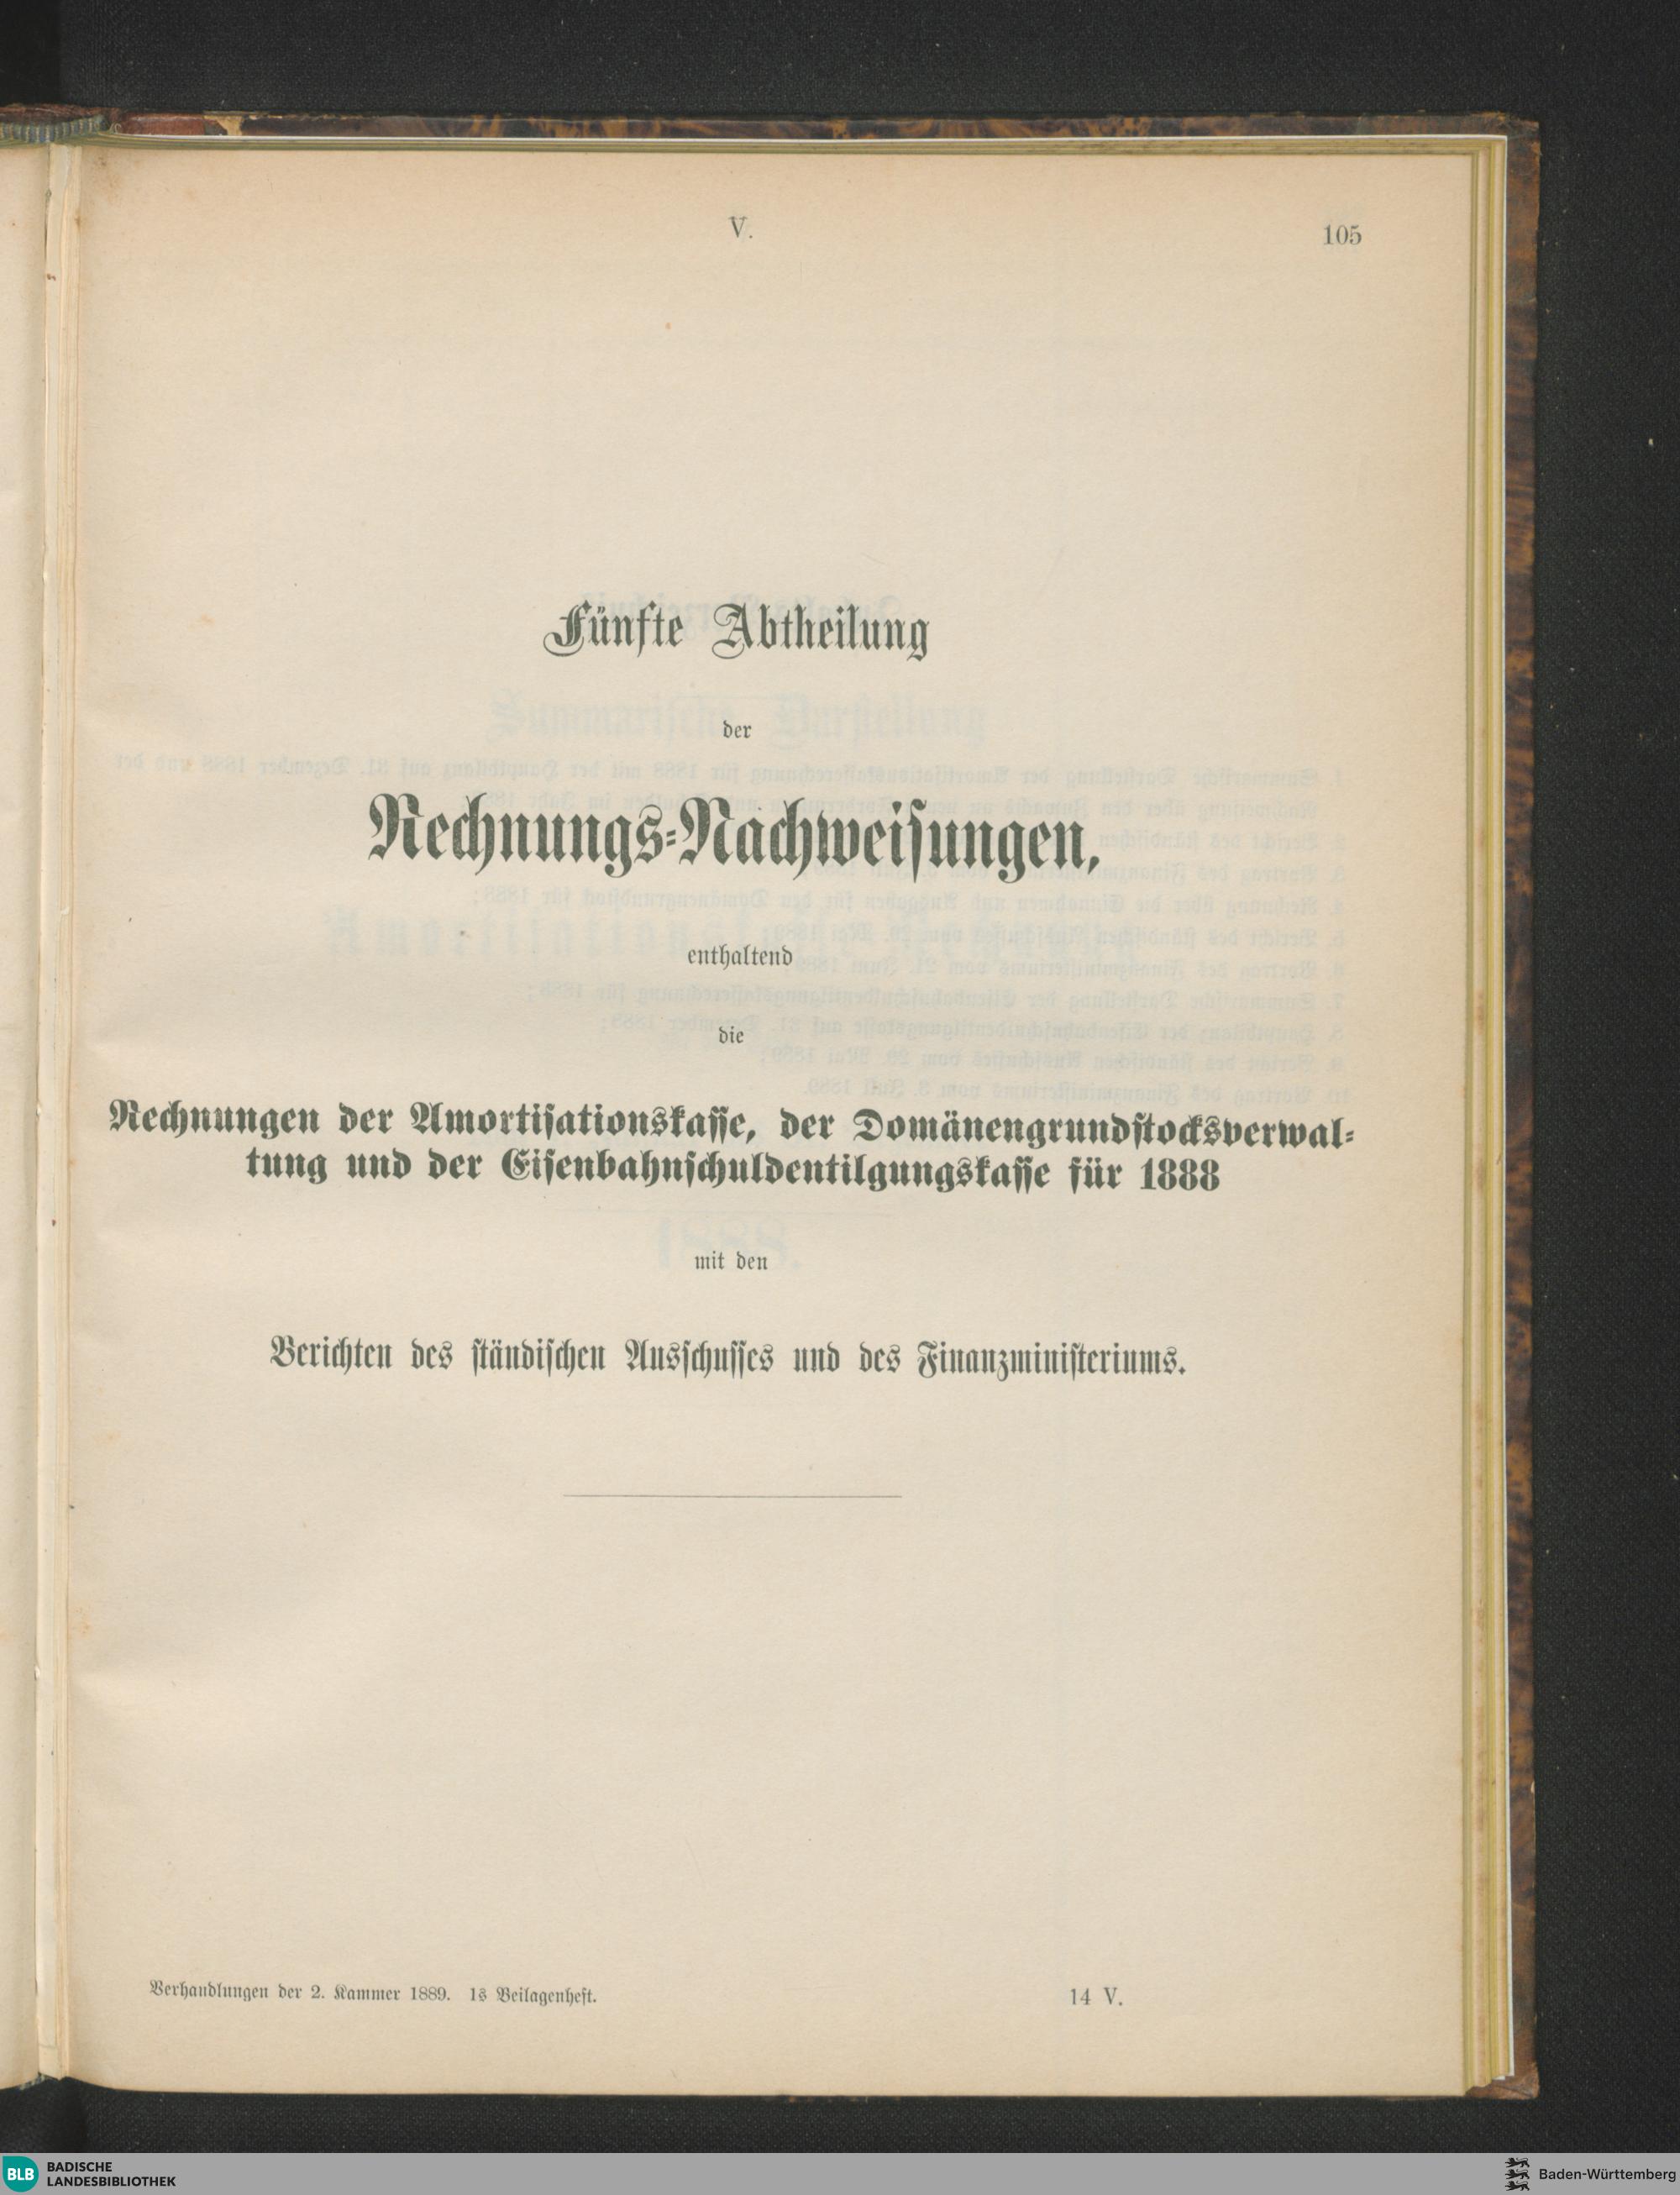 V.
105
Fünfte Abtheilung
der
Rechnungs-Nachweisungen,
enthaltend
die
Rechnungen der Amortisationskasse, der Domänengrundstocksverwal-
tung und der Eisenbahnschuldentilgungskasse für 1888
mit den
Berichten des ständischen Ausschusses und des Finanzministeriums.
Verhandlungen der 2. Kammer 1889. 1s Beilagenheft.
14 V.
BLB
BADISCHE
LANDESBIBLIOTHEK
Baden-Württemberg